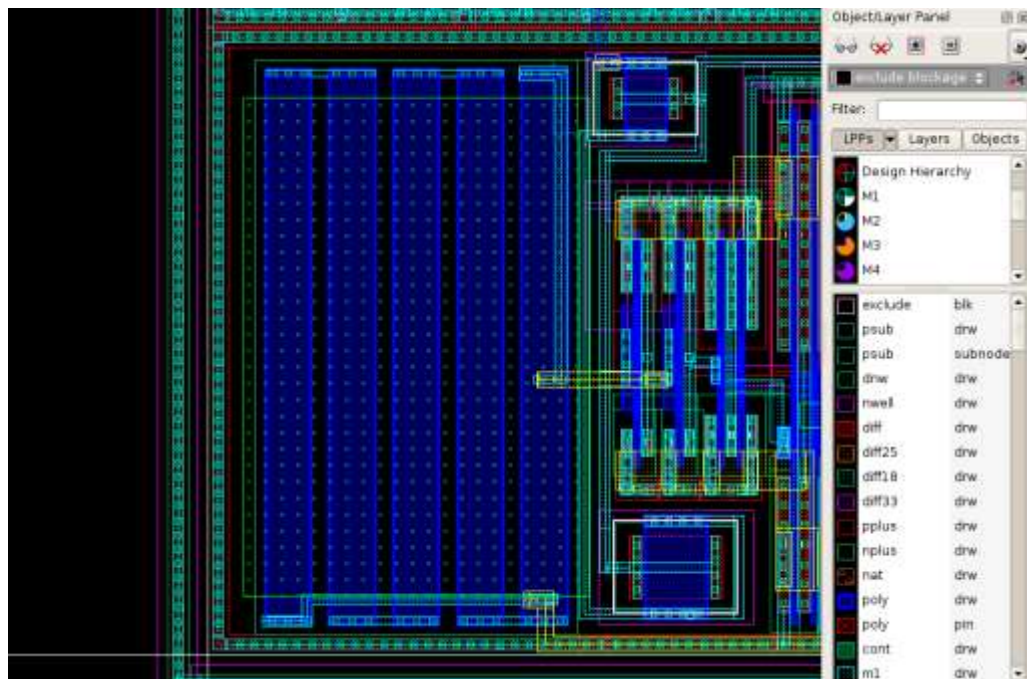 Object/Layer Panel
exclude blockage
Filter:
LPPs Layers Objects
Design Hierarchy
M1
M2
M3
M4
exclude blk
psub drw
psub subnode
dnw drw
nwell drw
diff drw
diff25 drw
diff18 drw
diff33 drw
pplus drw
nplus drw
nat drw
poly drw
poly pin
cont drw
m1 drw